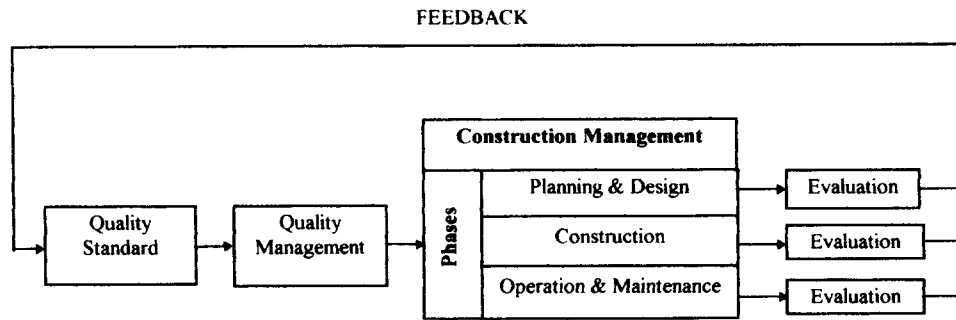 FEEDBACK
Construction Management
Planning & Design
Evaluation
Quality
Standard
Quality
Management
Phases
Construction
Evaluation
Operation & Maintenance
Evaluation